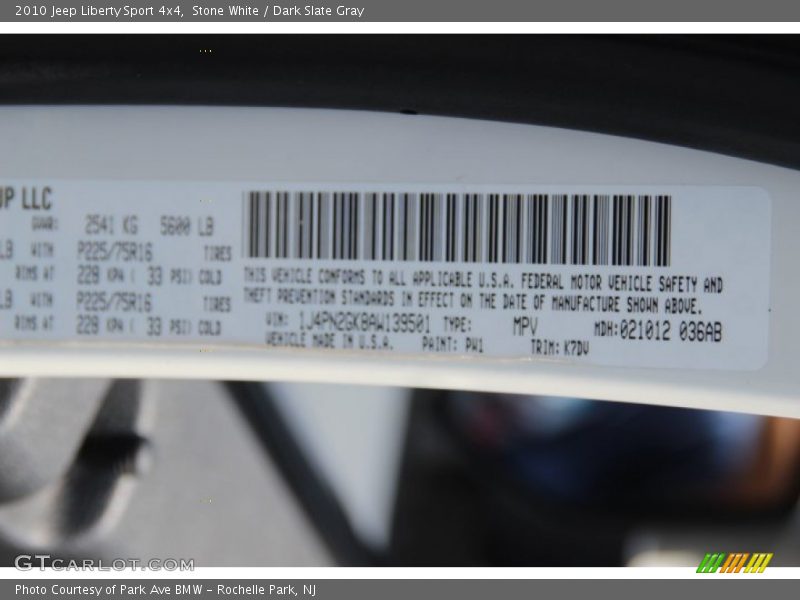 2010 Jeep Liberty Sport 4x4, Stone White / Dark Slate Gray
UP LLC
GVWR: 2541 KG 5600 LB
LB WITH P225/75R16 TIRES
RIMS AT 228 KPA ( 33 PSI) COLD
LB WITH P225/75R16 TIRES
RIMS AT 228 KPA ( 33 PSI) COLD
THIS VEHICLE CONFORMS TO ALL APPLICABLE U.S.A. FEDERAL MOTOR VEHICLE SAFETY AND
THEFT PREVENTION STANDARDS IN EFFECT ON THE DATE OF MANUFACTURE SHOWN ABOVE.
VIN: 1J4PN2GK8AW139501 TYPE: MPV MDH:021012 036AB
VEHICLE MADE IN U.S.A. PAINT: PW1 TRIM: K7DV
GTCARLOT.COM
Photo Courtesy of Park Ave BMW - Rochelle Park, NJ